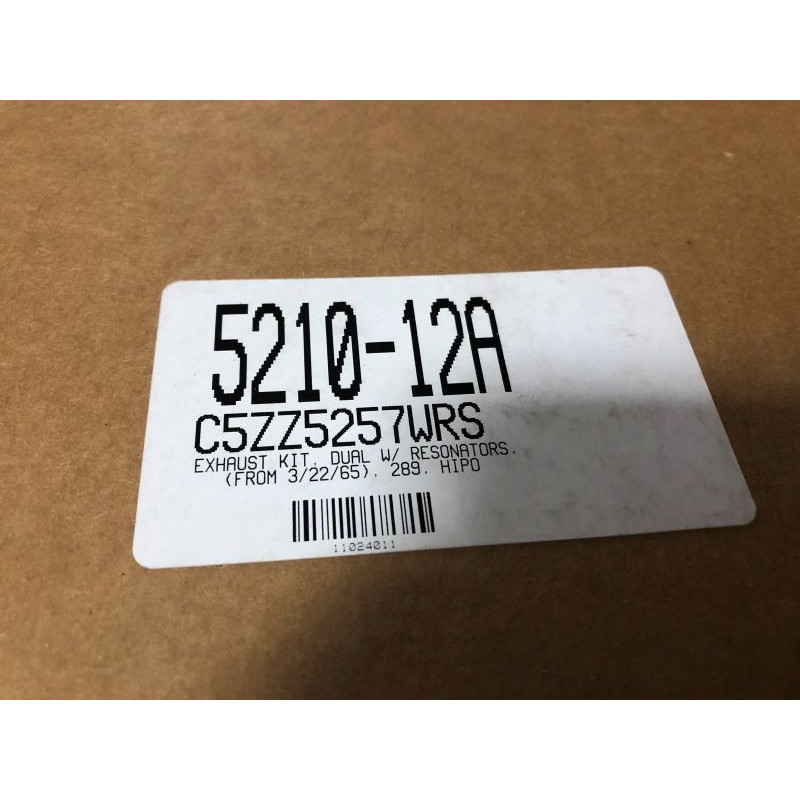 5210-12A
C5ZZ5257WRS
EXHAUST KIT, DUAL W/ RESONATORS,
(FROM 3/22/65), 289, HIPO
11024011